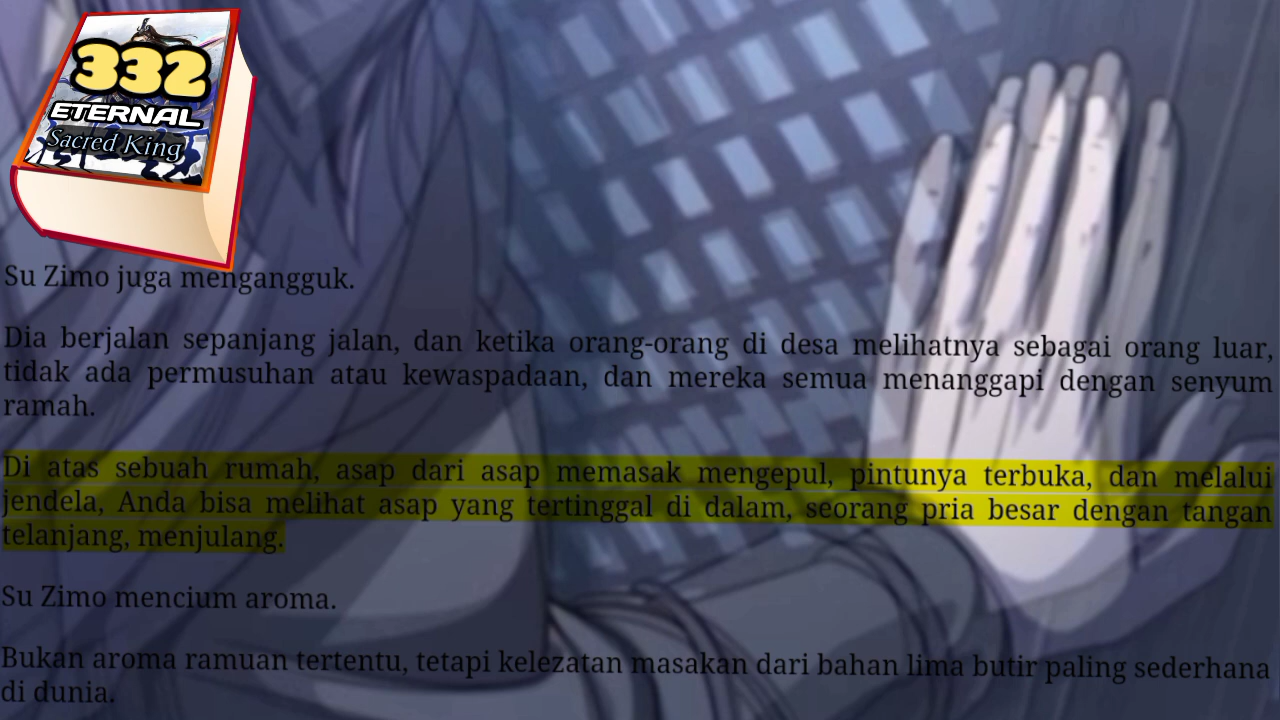 332
ETERNAL
Sacred King
Su Zimo juga mengangguk.
Dia berjalan sepanjang jalan, dan ketika orang-orang di desa melihatnya sebagai orang luar,
tidak ada permusuhan atau kewaspadaan, dan mereka semua menanggapi dengan senyum
ramah.
Di atas sebuah rumah, asap dari asap memasak mengepul, pintunya terbuka, dan melalui
jendela, Anda bisa melihat asap yang tertinggal di dalam, seorang pria besar dengan tangan
telanjang, menjulang.
Su Zimo mencium aroma.
Bukan aroma ramuan tertentu, tetapi kelezatan masakan dari bahan lima butir paling sederhana
di dunia.